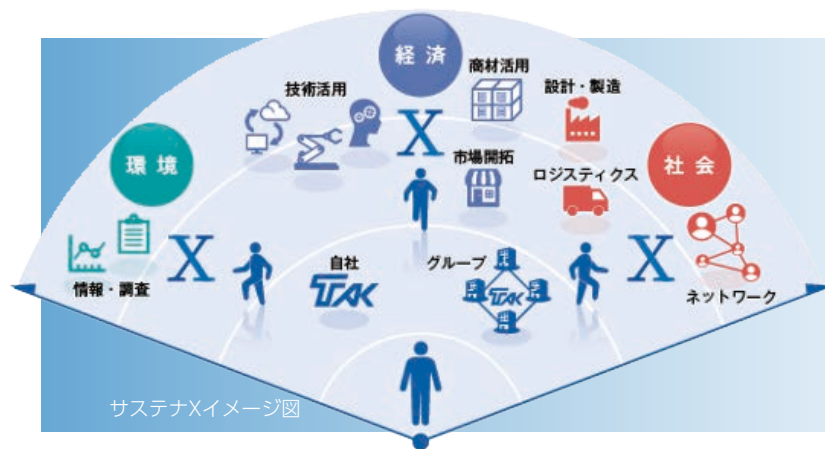 経済
技術活用
商材活用
設計・製造
環境
X
市場開拓
ロジスティクス
社会
X
X
情報・調査
自社
TAK
グループ
TAK
ネットワーク
サステナXイメージ図